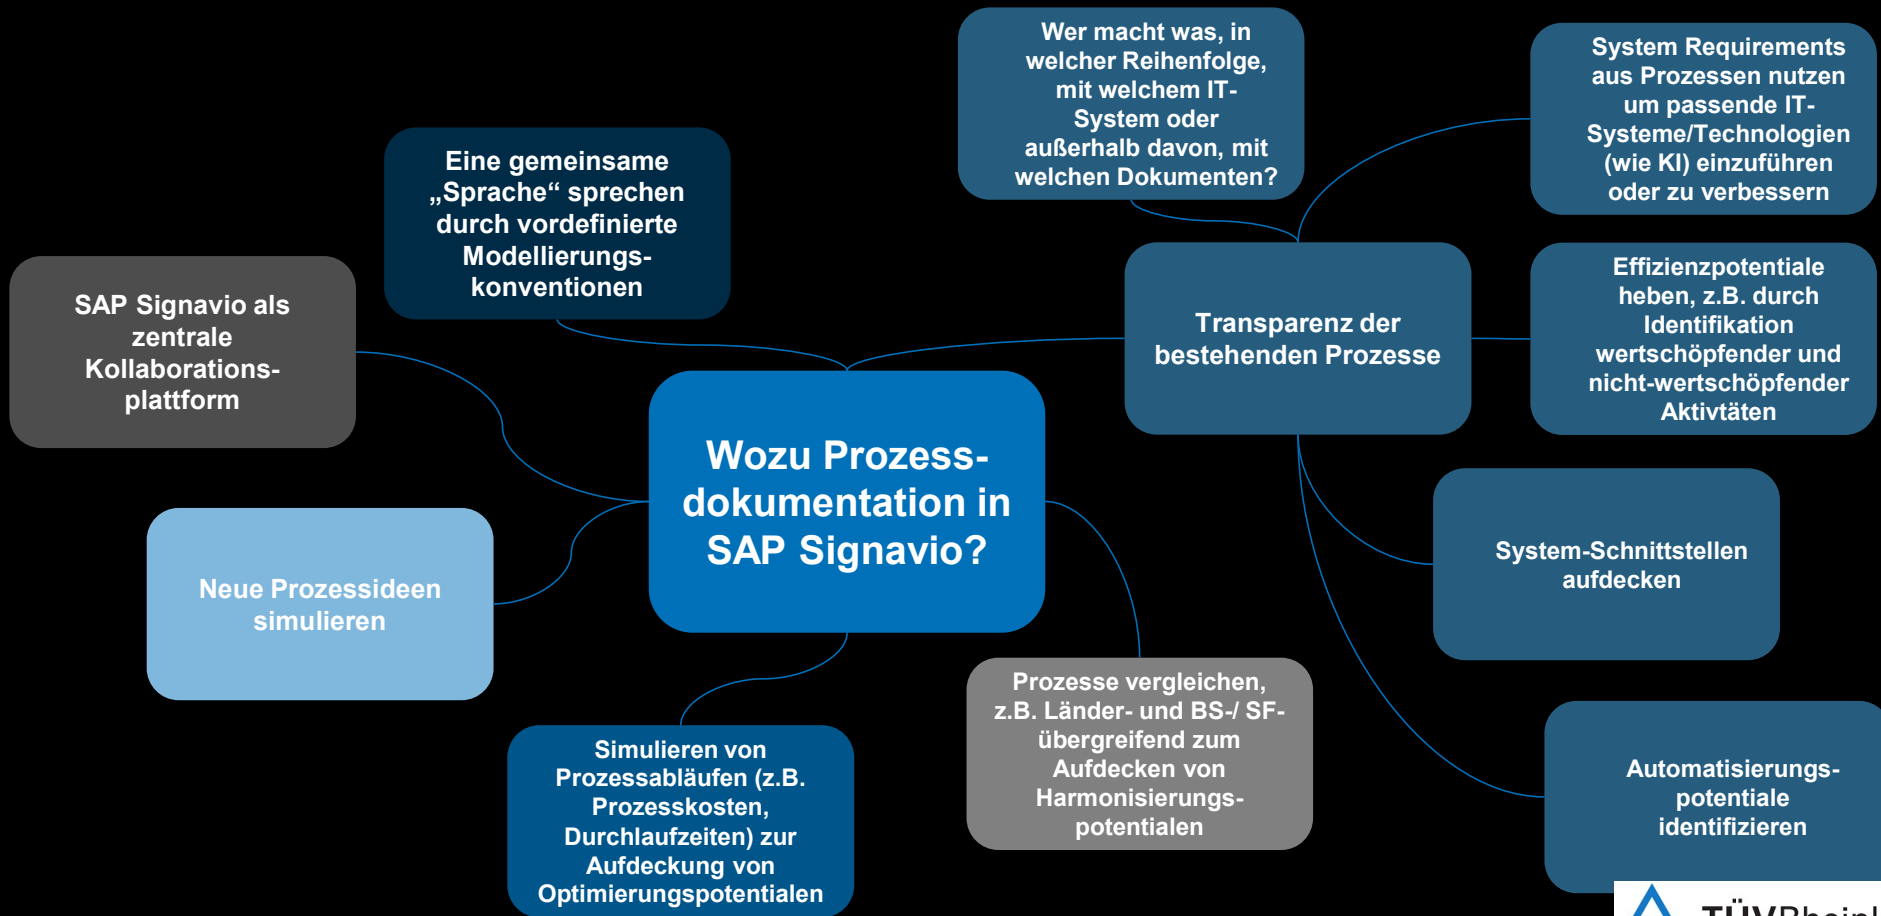 Wer macht was, in
welcher Reihenfolge,
mit welchem IT-
System oder
außerhalb davon, mit
welchen Dokumenten?
System Requirements
aus Prozessen nutzen
um passende IT-
Systeme/Technologien
(wie KI) einzuführen
oder zu verbessern
Eine gemeinsame
„Sprache“ sprechen
durch vordefinierte
Modellierungs-
konventionen
SAP Signavio als
zentrale
Kollaborations-
plattform
Transparenz der
bestehenden Prozesse
Effizienzpotentiale
heben, z.B. durch
Identifikation
wertschöpfender und
nicht-wertschöpfender
Aktivtäten
Wozu Prozess-
dokumentation in
SAP Signavio?
System-Schnittstellen
aufdecken
Neue Prozessideen
simulieren
Prozesse vergleichen,
z.B. Länder- und BS-/ SF-
übergreifend zum
Aufdecken von
Harmonisierungs-
potentialen
Simulieren von
Prozessabläufen (z.B.
Prozesskosten,
Durchlaufzeiten) zur
Aufdeckung von
Optimierungspotentialen
Automatisierungs-
potentiale
identifizieren
TÜVRheinl